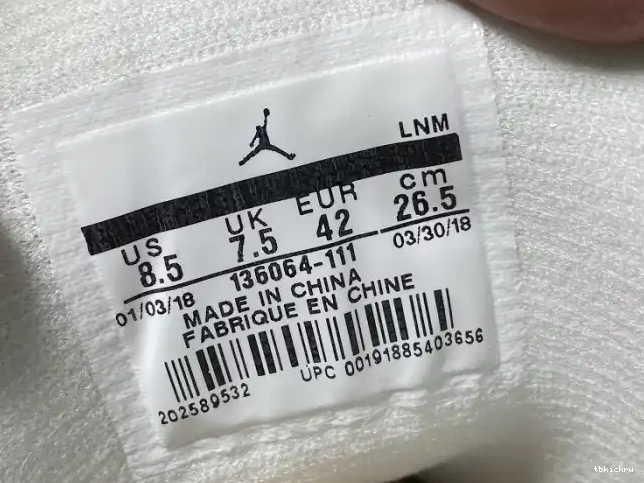 LNM
US UK EUR cm
8.5 7.5 42 26.5
01/03/18 136064-111 03/30/18
MADE IN CHINA
FABRIQUE EN CHINE
202589532 UPC 00191885403656
tbkickru